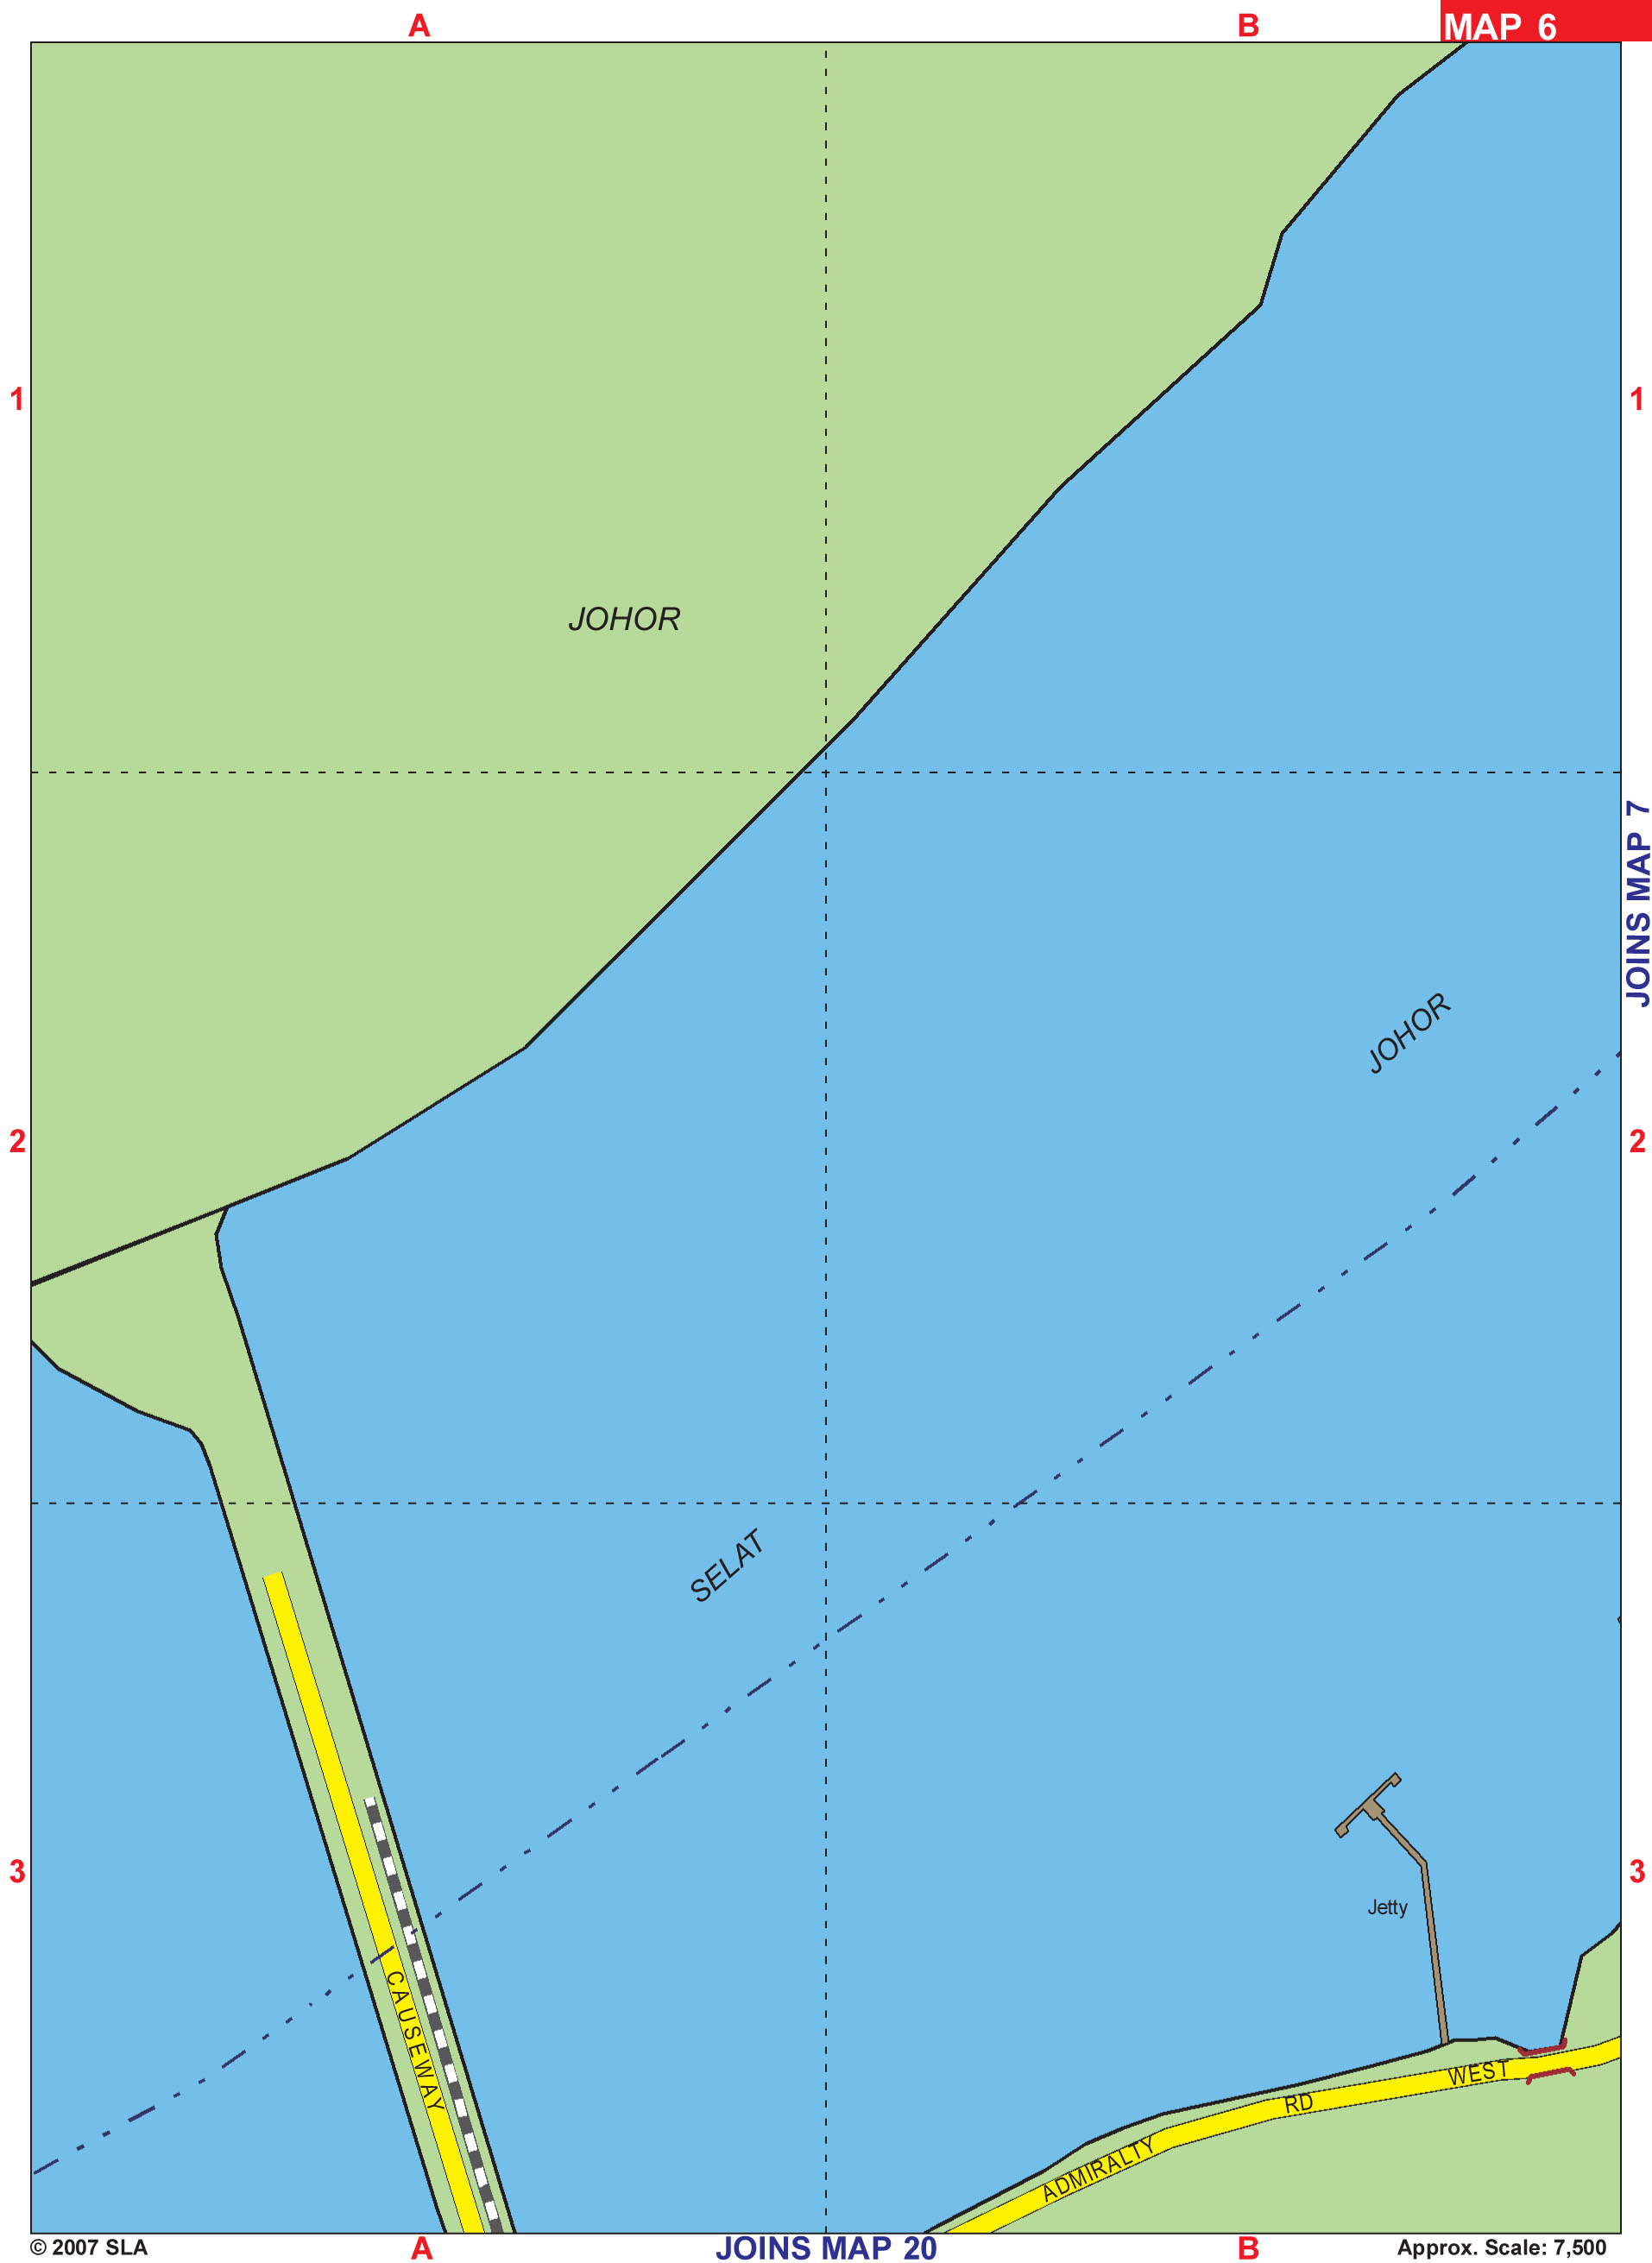 A
B
MAP 6
1
1
JOHOR
JOINS MAP 7
JOHOR
2
2
SELAT
3
3
Jetty
CAUSEWAY
ADMIRALTY RD WEST
© 2007 SLA
A
JOINS MAP 20
B
Approx. Scale: 7,500